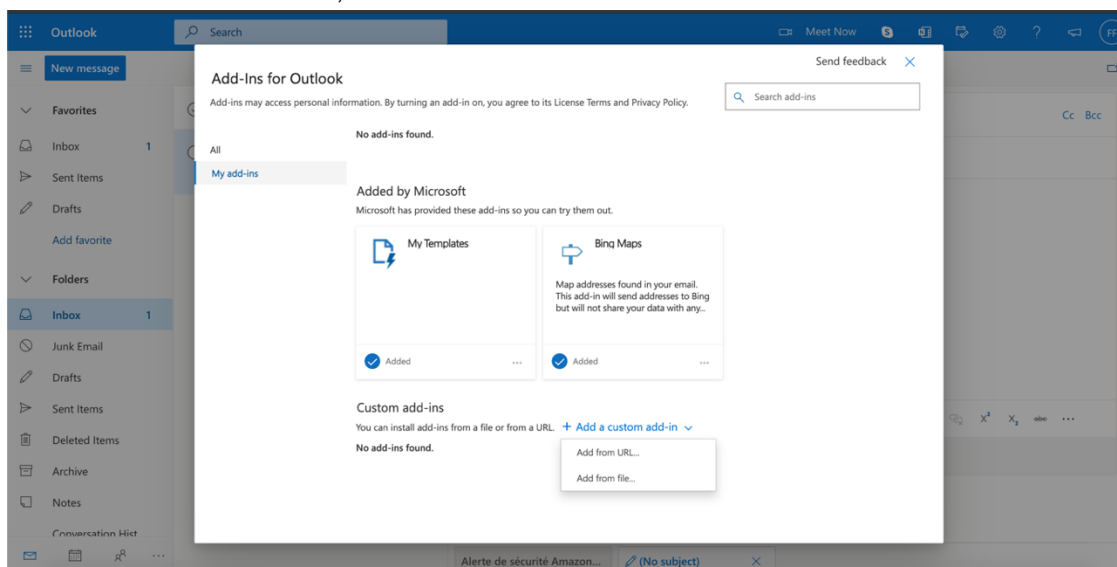 Outlook
Search
Meet Now
FF
New message
Favorites
Inbox 1
Sent Items
Drafts
Add favorite
Folders
Inbox 1
Junk Email
Drafts
Sent Items
Deleted Items
Archive
Notes
Conversation Hist
Send feedback
Add-Ins for Outlook
Add-ins may access personal information. By turning an add-in on, you agree to its License Terms and Privacy Policy.
Search add-ins
All
My add-ins
No add-ins found.
Added by Microsoft
Microsoft has provided these add-ins so you can try them out.
My Templates
Added
Bing Maps
Map addresses found in your email.
This add-in will send addresses to Bing
but will not share your data with any...
Added
Custom add-ins
You can install add-ins from a file or from a URL. + Add a custom add-in
No add-ins found.
Add from URL...
Add from file...
Cc Bcc
X² X₂ abc
Alerte de sécurité Amazon...
(No subject)